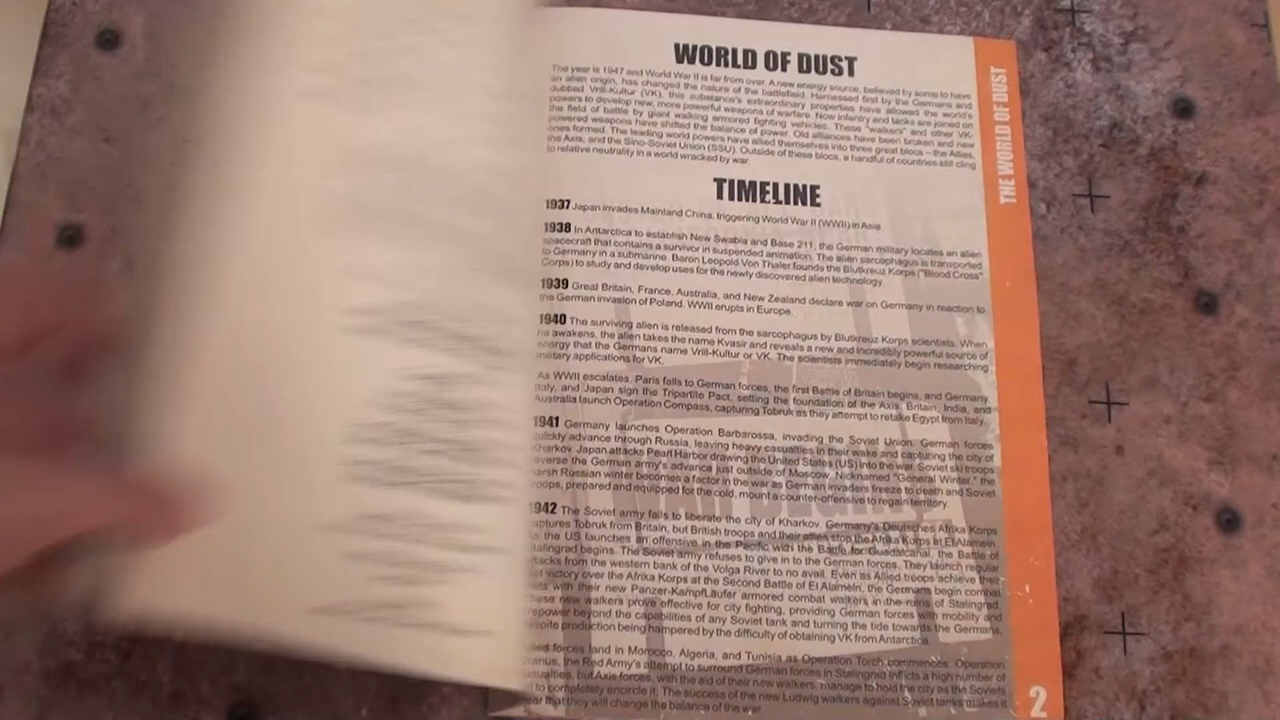 WORLD OF DUST
The year is 1947 and World War II is far from over. A new energy source, believed by some to have
an alien origin, has changed the nature of the battlefield. Harnessed first by the Germans and
dubbed Vrill-Kultur (VK), this substance's extraordinary properties have allowed the world's
powers to develop new, more powerful weapons of warfare. Now infantry and tanks are joined on
the field of battle by giant walking armored fighting vehicles. These "walkers" and other VK-
powered weapons have shifted the balance of power. Old alliances have been broken and new
ones formed. The leading world powers have allied themselves into three great blocs – the Allies,
the Axis, and the Sino-Soviet Union (SSU). Outside of these blocs, a handful of countries still cling
to relative neutrality in a world wracked by war.
TIMELINE
1937 Japan invades Mainland China, triggering World War II (WWII) in Asia.
1938 In Antarctica to establish New Swabia and Base 211, the German military locates an alien
spacecraft that contains a survivor in suspended animation. The alien sarcophagus is transported
to Germany in a submarine. Baron Leopold Von Thaler founds the Blutkreuz Korps ("Blood Cross"
Corps) to study and develop uses for the newly discovered alien technology.
1939 Great Britain, France, Australia, and New Zealand declare war on Germany in reaction to
the German invasion of Poland. WWII erupts in Europe.
1940 The surviving alien is released from the sarcophagus by Blutkreuz Korps scientists. When
he awakens, the alien takes the name Kvasir and reveals a new and incredibly powerful source of
energy that the Germans name Vrill-Kultur or VK. The scientists immediately begin researching
military applications for VK.
As WWII escalates, Paris falls to German forces, the first Battle of Britain begins, and Germany,
Italy, and Japan sign the Tripartite Pact, setting the foundation of the Axis. Britain, India, and
Australia launch Operation Compass, capturing Tobruk as they attempt to retake Egypt from Italy.
1941 Germany launches Operation Barbarossa, invading the Soviet Union. German forces
quickly advance through Russia, leaving heavy casualties in their wake and capturing the city of
Kharkov. Japan attacks Pearl Harbor drawing the United States (US) into the war. Soviet ski troops
reverse the German army's advance just outside of Moscow. Nicknamed "General Winter," the
harsh Russian winter becomes a factor in the war as German invaders freeze to death and Soviet
troops, prepared and equipped for the cold, mount a counter-offensive to regain territory.
1942 The Soviet army fails to liberate the city of Kharkov. Germany's Deutsches Afrika Korps
captures Tobruk from Britain, but British troops and their allies stop the Afrika Korps at El Alamein.
As the US launches an offensive in the Pacific with the Battle for Guadalcanal, the Battle of
Stalingrad begins. The Soviet army refuses to give in to the German forces. They launch regular
attacks from the western bank of the Volga River to no avail. Even as Allied troops achieve their
victory over the Afrika Korps at the Second Battle of El Alamein, the Germans begin combat
with their new Panzer-KampfLäufer armored combat walkers in the ruins of Stalingrad.
These new walkers prove effective for city fighting, providing German forces with mobility and
firepower beyond the capabilities of any Soviet tank and turning the tide towards the Germans,
despite production being hampered by the difficulty of obtaining VK from Antarctica.
Allied forces land in Morocco, Algeria, and Tunisia as Operation Torch commences. Operation
Uranus, the Red Army's attempt to surround German forces in Stalingrad inflicts a high number of
casualties, but Axis forces, with the aid of their new walkers, manage to hold the city as the Soviets
to completely encircle it. The success of the new Ludwig walkers against Soviet tanks makes it
clear that they will change the balance of the war.
THE WORLD OF DUST
2